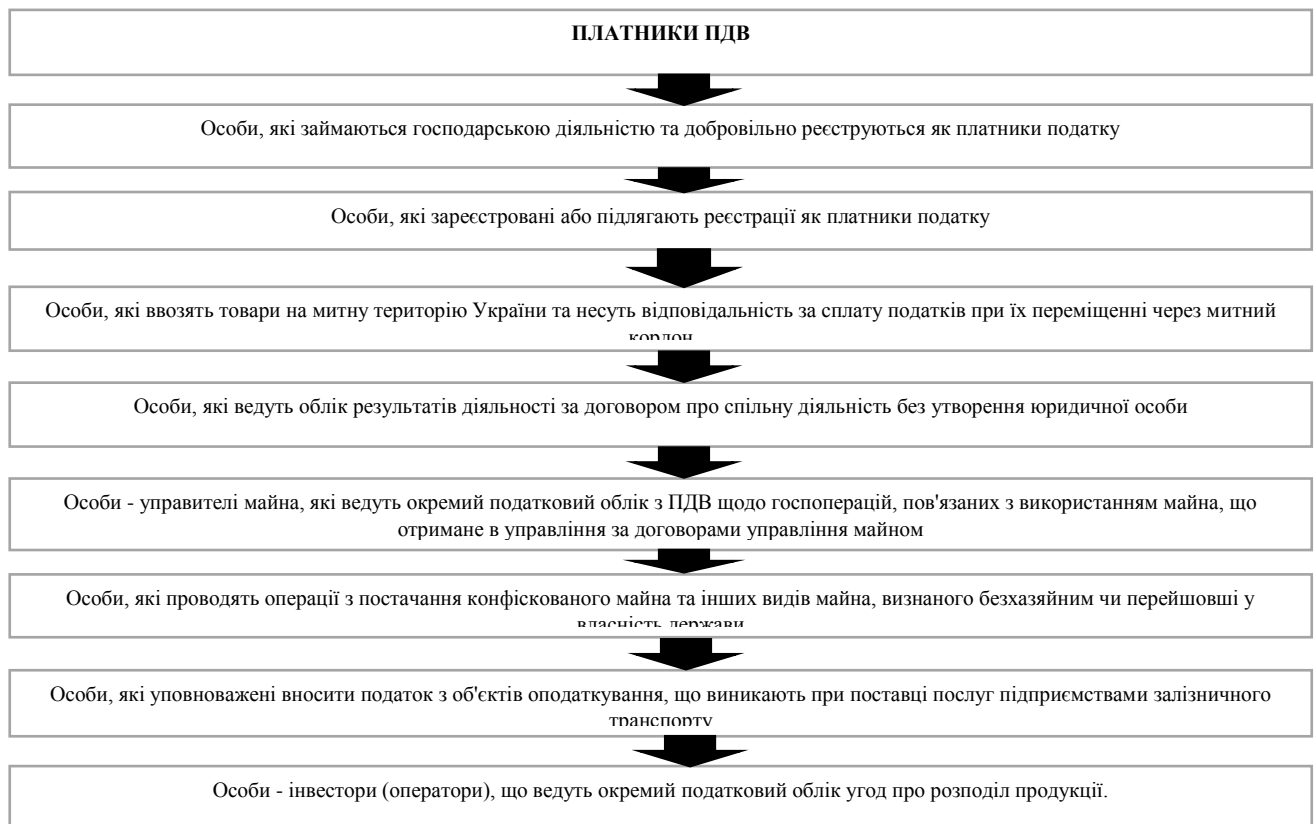 ПЛАТНИКИ ПДВ
Особи, які займаються господарською діяльністю та добровільно реєструються як платники податку
Особи, які зареєстровані або підлягають реєстрації як платники податку
Особи, які ввозять товари на митну територію України та несуть відповідальність за сплату податків при їх переміщенні через митний
кордон
Особи, які ведуть облік результатів діяльності за договором про спільну діяльність без утворення юридичної особи
Особи - управителі майна, які ведуть окремий податковий облік з ПДВ щодо госпоперацій, пов'язаних з використанням майна, що
отримане в управління за договорами управління майном
Особи, які проводять операції з постачання конфіскованого майна та інших видів майна, визнаного безхазяйним чи перейшовші у
власність держави
Особи, які уповноважені вносити податок з об'єктів оподаткування, що виникають при поставці послуг підприємствами залізничного
транспорту
Особи - інвестори (оператори), що ведуть окремий податковий облік угод про розподіл продукції.